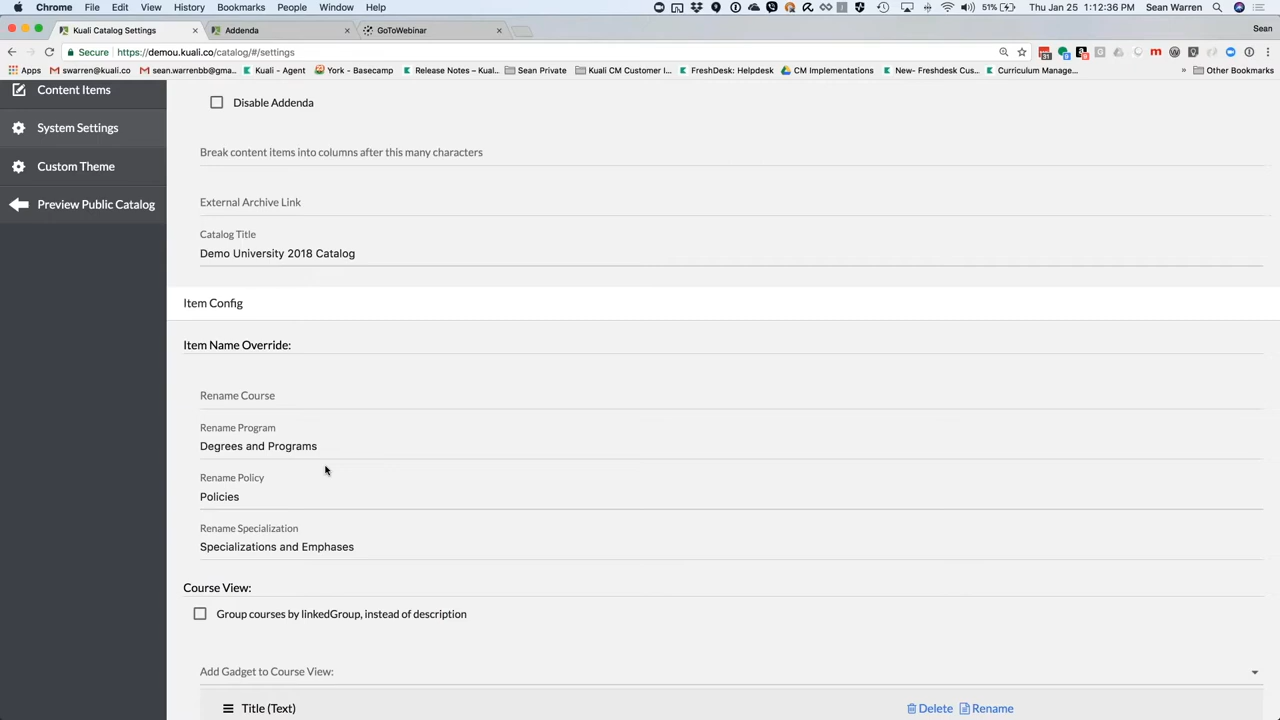 Chrome File Edit View History Bookmarks People Window Help 51% Thu Jan 25 1:12:36 PM Sean Warren
Kuali Catalog Settings × Addenda × GoToWebinar × Sean
Secure https://demou.kuali.co/catalog/#/settings
Apps swarren@kuali.co sean.warrenbb@gma... Kuali - Agent York - Basecamp Release Notes – Kual... Sean Private Kuali CM Customer I... FreshDesk: Helpdesk CM Implementations New- Freshdesk Cus... Curriculum Manage... » Other Bookmarks
Content Items
System Settings
Custom Theme
Preview Public Catalog
Disable Addenda
Break content items into columns after this many characters
External Archive Link
Catalog Title
Demo University 2018 Catalog
Item Config
Item Name Override:
Rename Course
Rename Program
Degrees and Programs
Rename Policy
Policies
Rename Specialization
Specializations and Emphases
Course View:
Group courses by linkedGroup, instead of description
Add Gadget to Course View:
Title (Text) Delete Rename